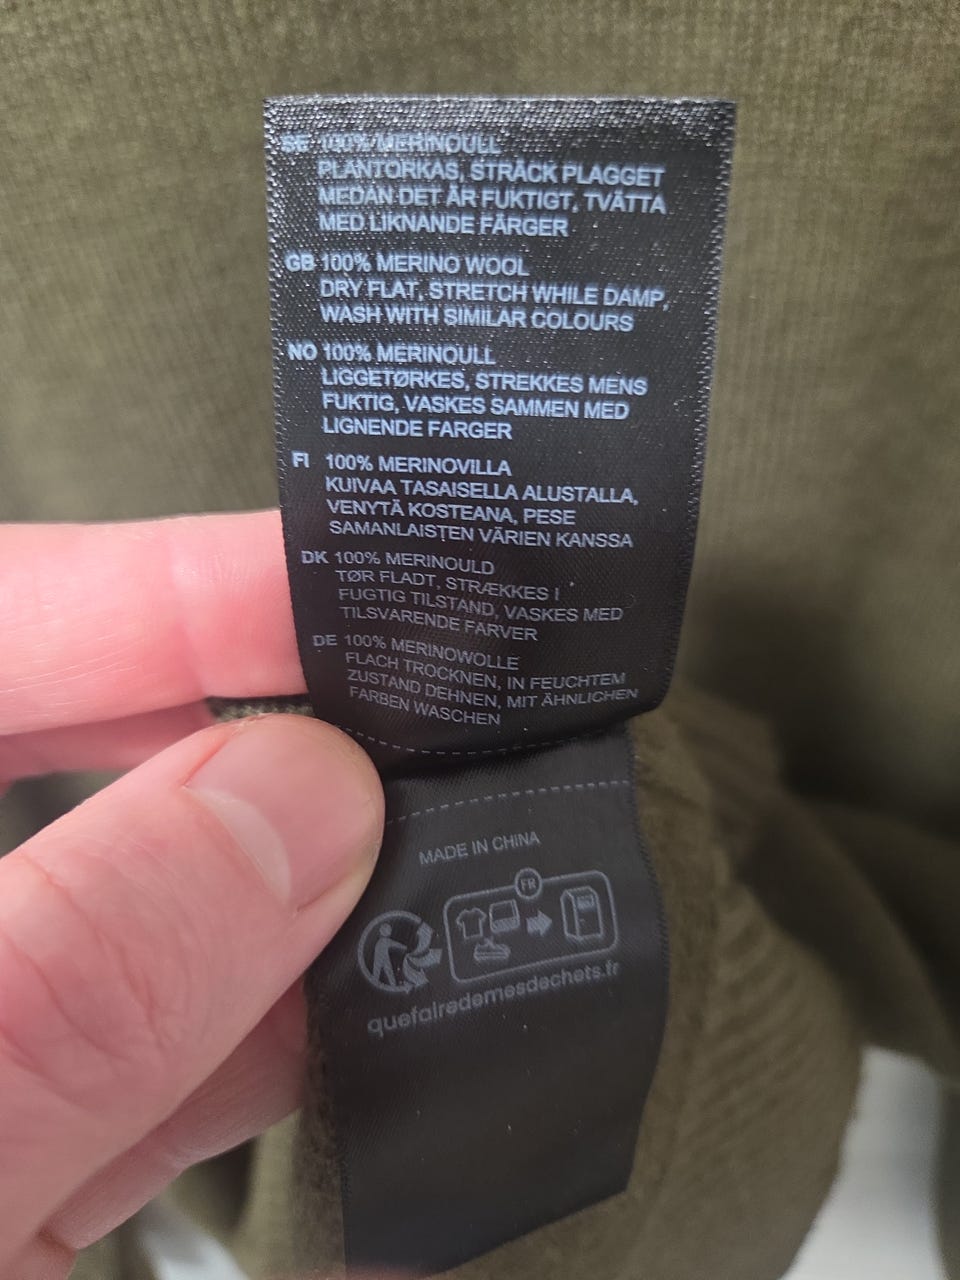 SE 100% MERINOULL
PLANTORKAS, STRÄCK PLAGGET
MEDAN DET ÄR FUKTIGT, TVÄTTA
MED LIKNANDE FÄRGER
GB 100% MERINO WOOL
DRY FLAT, STRETCH WHILE DAMP,
WASH WITH SIMILAR COLOURS
NO 100% MERINOULL
LIGGETØRKES, STREKKES MENS
FUKTIG, VASKES SAMMEN MED
LIGNENDE FARGER
FI 100% MERINOVILLA
KUIVAA TASAISELLA ALUSTALLA,
VENYTÄ KOSTEANA, PESE
SAMANLAISTEN VÄRIEN KANSSA
DK 100% MERINOULD
TØR FLADT, STRÆKKES I
FUGTIG TILSTAND, VASKES MED
TILSVARENDE FARVER
DE 100% MERINOWOLLE
FLACH TROCKNEN, IN FEUCHTEM
ZUSTAND DEHNEN, MIT ÄHNLICHEN
FARBEN WASCHEN
MADE IN CHINA
FR
quefairedemesdechets.fr